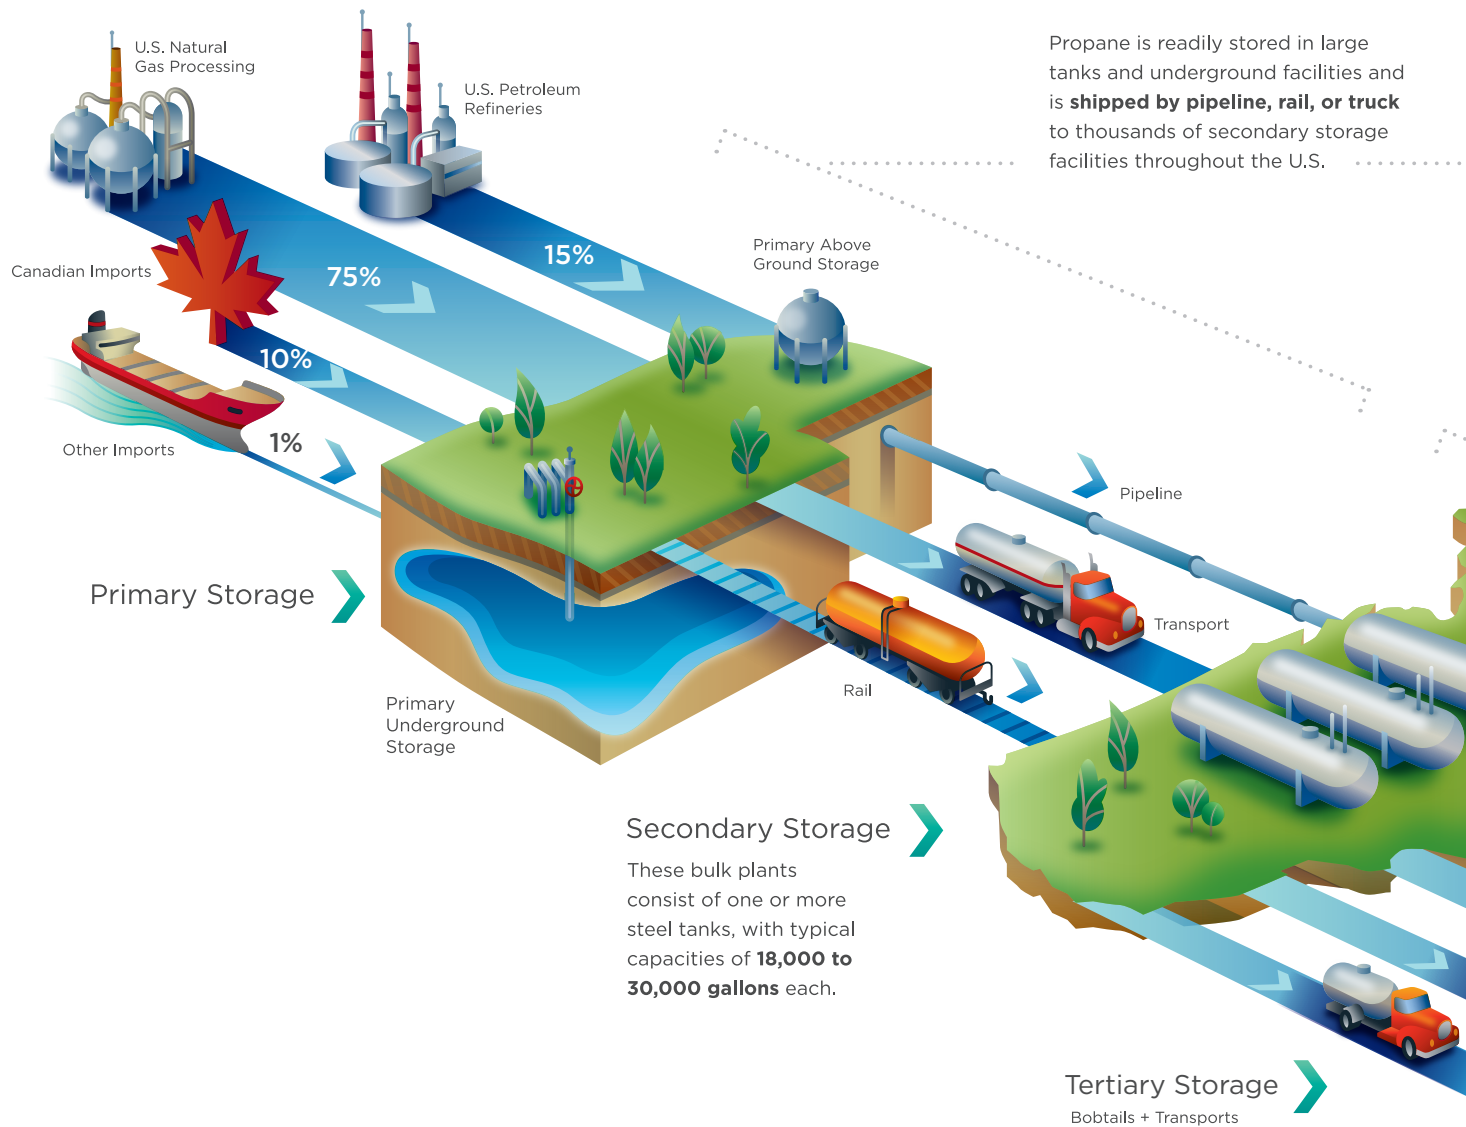 U.S. Natural
Gas Processing
U.S. Petroleum
Refineries
Propane is readily stored in large
tanks and underground facilities and
is shipped by pipeline, rail, or truck
to thousands of secondary storage
facilities throughout the U.S.
15%
Primary Above
Ground Storage
75%
Canadian Imports
10%
1%
Other Imports
Pipeline
Primary Storage
Transport
Rail
Primary
Underground
Storage
Secondary Storage
These bulk plants
consist of one or more
steel tanks, with typical
capacities of 18,000 to
30,000 gallons each.
Tertiary Storage
Bobtails + Transports